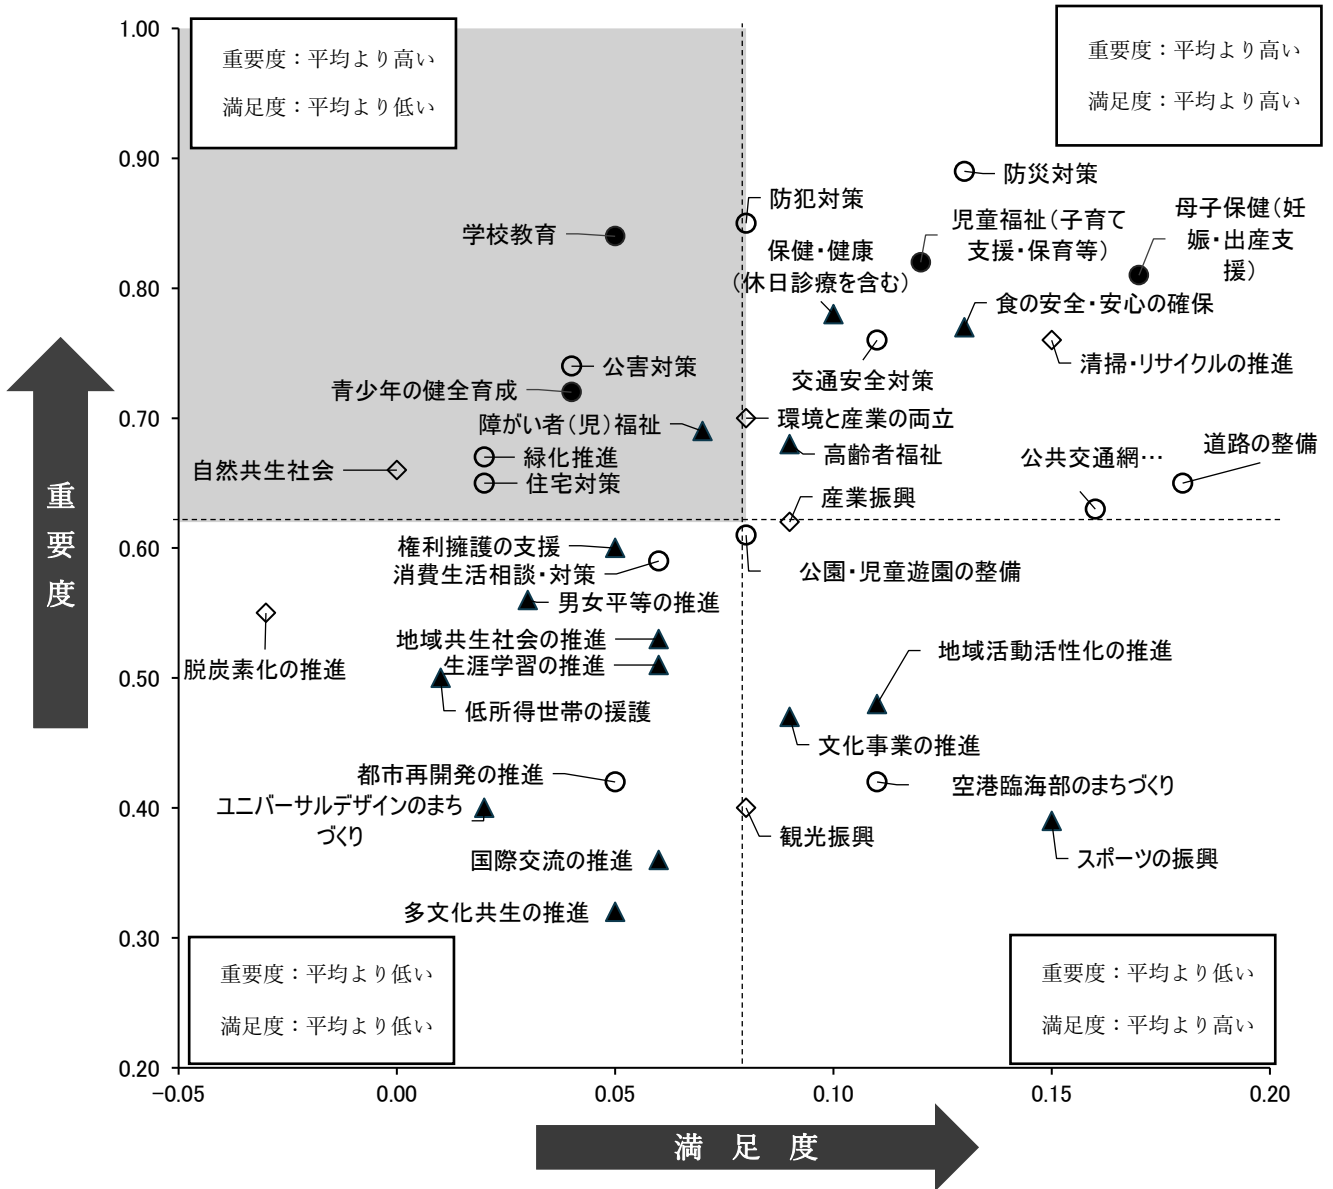 1.00
0.90
0.80
0.70
0.60
0.50
0.40
0.30
0.20
-0.05
0.00
0.05
0.10
0.15
0.20
重要度
満足度
重要度：平均より高い
満足度：平均より低い
重要度：平均より高い
満足度：平均より高い
防災対策
防犯対策
学校教育
児童福祉（子育て
支援・保育等）
母子保健（妊
娠・出産支
援）
保健・健康
（休日診療を含む）
食の安全・安心の確保
交通安全対策
清掃・リサイクルの推進
公害対策
青少年の健全育成
障がい者（児）福祉
環境と産業の両立
高齢者福祉
緑化推進
自然共生社会
住宅対策
公共交通網…
道路の整備
産業振興
権利擁護の支援
消費生活相談・対策
公園・児童遊園の整備
男女平等の推進
地域共生社会の推進
生涯学習の推進
脱炭素化の推進
低所得世帯の援護
地域活動活性化の推進
文化事業の推進
都市再開発の推進
空港臨海部のまちづくり
ユニバーサルデザインのまち
づくり
観光振興
スポーツの振興
国際交流の推進
多文化共生の推進
重要度：平均より低い
満足度：平均より低い
重要度：平均より低い
満足度：平均より高い